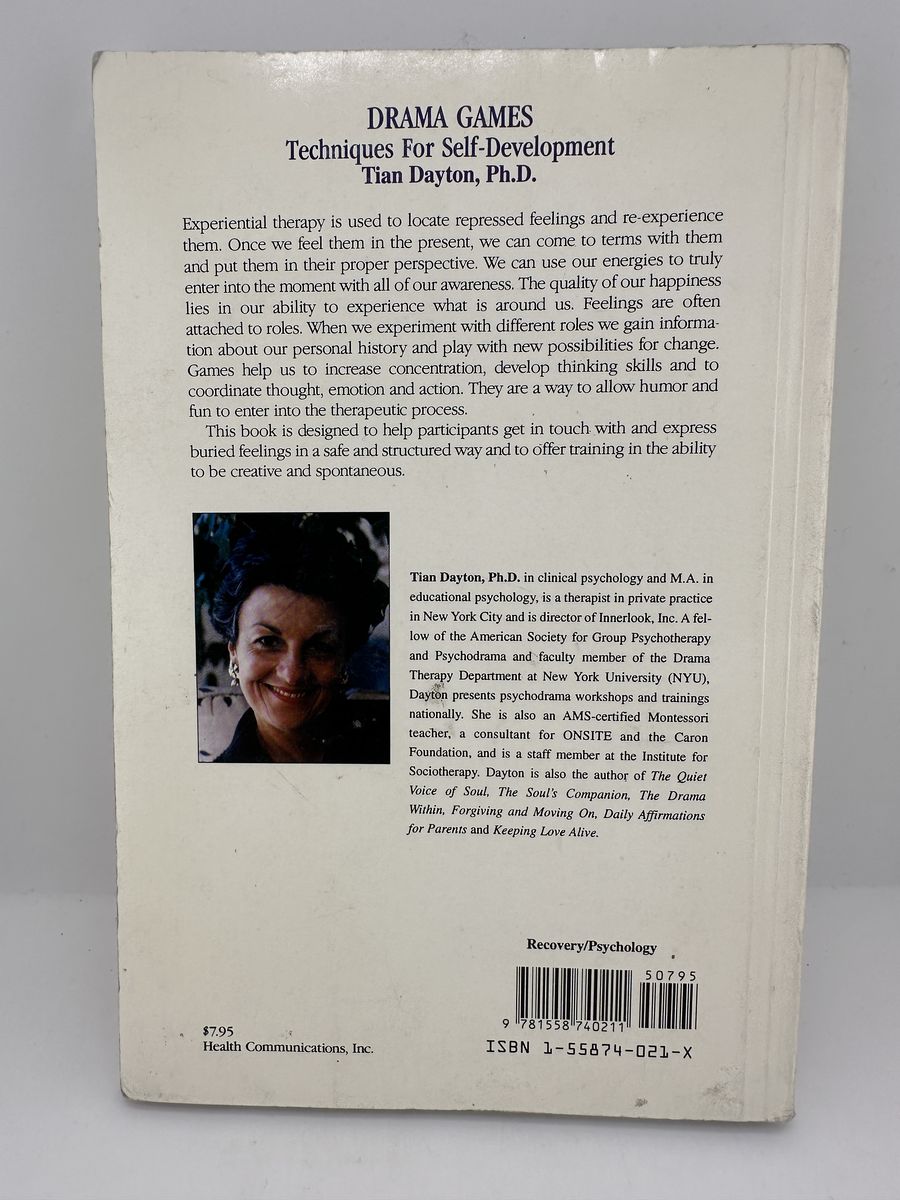 DRAMA GAMES
Techniques For Self-Development
Tian Dayton, Ph.D.
Experiential therapy is used to locate repressed feelings and re-experience
them. Once we feel them in the present, we can come to terms with them
and put them in their proper perspective. We can use our energies to truly
enter into the moment with all of our awareness. The quality of our happiness
lies in our ability to experience what is around us. Feelings are often
attached to roles. When we experiment with different roles we gain informa-
tion about our personal history and play with new possibilities for change.
Games help us to increase concentration, develop thinking skills and to
coordinate thought, emotion and action. They are a way to allow humor and
fun to enter into the therapeutic process.
This book is designed to help participants get in touch with and express
buried feelings in a safe and structured way and to offer training in the ability
to be creative and spontaneous.
Tian Dayton, Ph.D. in clinical psychology and M.A. in
educational psychology, is a therapist in private practice
in New York City and is director of Innerlook, Inc. A fel-
low of the American Society for Group Psychotherapy
and Psychodrama and faculty member of the Drama
Therapy Department at New York University (NYU),
Dayton presents psychodrama workshops and trainings
nationally. She is also an AMS-certified Montessori
teacher, a consultant for ONSITE and the Caron
Foundation, and is a staff member at the Institute for
Sociotherapy. Dayton is also the author of The Quiet
Voice of Soul, The Soul's Companion, The Drama
Within, Forgiving and Moving On, Daily Affirmations
for Parents and Keeping Love Alive.
Recovery/Psychology
50795
9 781558 740211
ISBN 1-55874-021-X
$7.95
Health Communications, Inc.